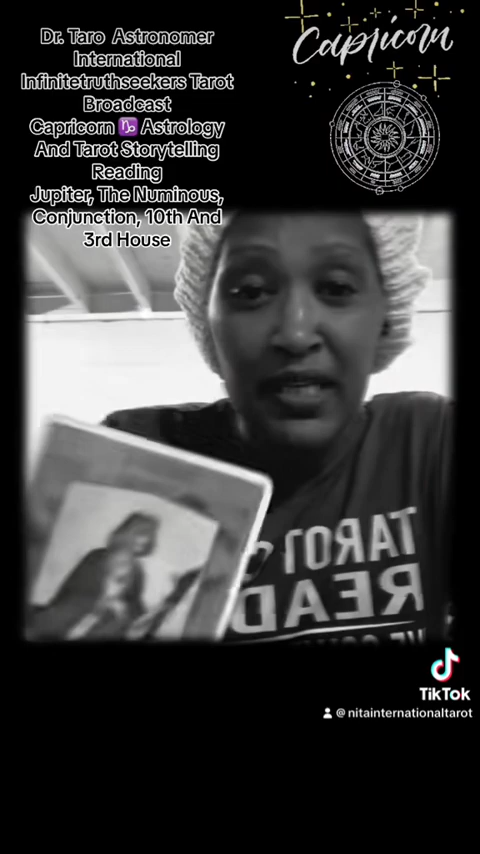 Dr. Taro Astronomer
International
Infinitetruthseekers Tarot
Broadcast
Capricorn ♑ Astrology
And Tarot Storytelling
Reading
Jupiter, The Numinous,
Conjunction, 10th And
3rd House
Capricorn
TAROT
READ
TikTok
@nitainternationaltarot